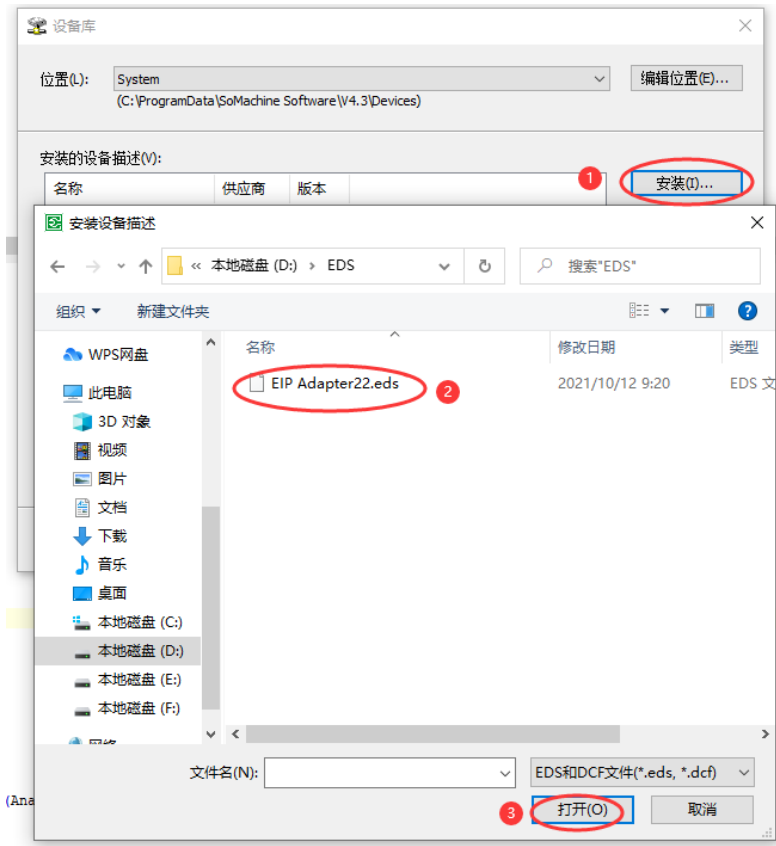 设备库
位置(L):
System
编辑位置(E)...
(C:\ProgramData\SoMachine Software\V4.3\Devices)
安装的设备描述(V):
名称 供应商 版本
1
安装(I)...
安装设备描述
« 本地磁盘 (D:) › EDS
搜索"EDS"
组织 新建文件夹
?
名称 修改日期 类型
WPS网盘
EIP Adapter22.eds 2021/10/12 9:20 EDS 文
2
此电脑
3D 对象
视频
图片
文档
下载
音乐
桌面
本地磁盘 (C:)
本地磁盘 (D:)
本地磁盘 (E:)
本地磁盘 (F:)
文件名(N):
EDS和DCF文件(*.eds, *.dcf)
(Ana
3
打开(O)
取消